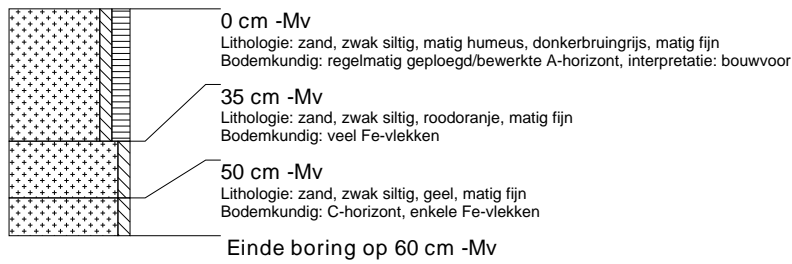 0 cm -Mv
Lithologie: zand, zwak siltig, matig humeus, donkerbruingrijs, matig fijn
Bodemkundig: regelmatig geploegd/bewerkte A-horizont, interpretatie: bouwvoor
35 cm -Mv
Lithologie: zand, zwak siltig, roodoranje, matig fijn
Bodemkundig: veel Fe-vlekken
50 cm -Mv
Lithologie: zand, zwak siltig, geel, matig fijn
Bodemkundig: C-horizont, enkele Fe-vlekken
Einde boring op 60 cm -Mv